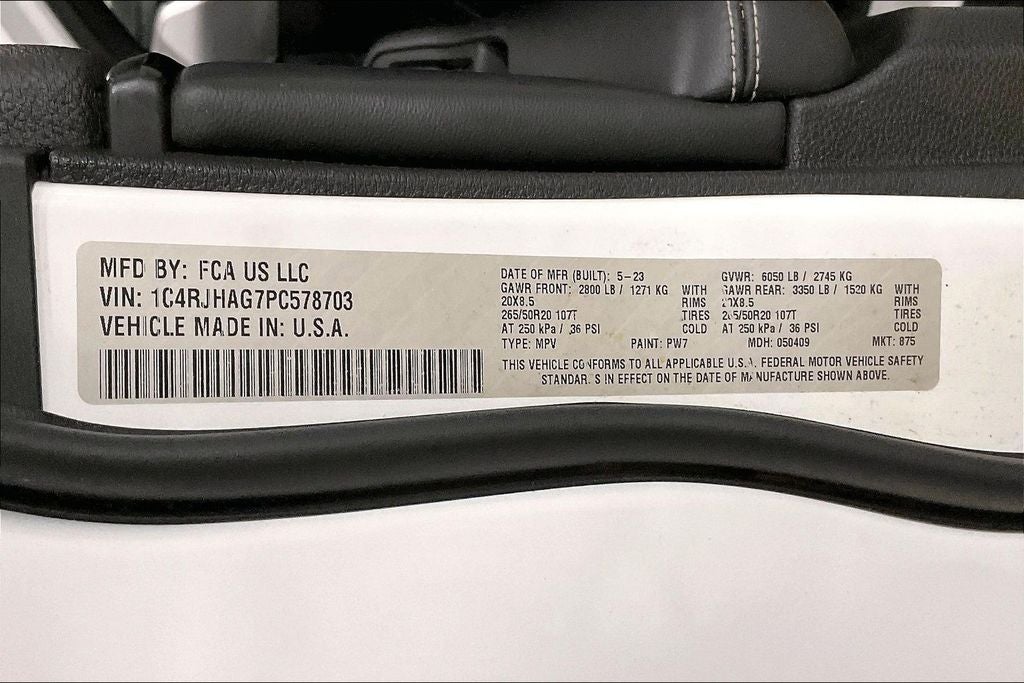 MFD BY: FCA US LLC
VIN: 1C4RJHAG7PC578703
VEHICLE MADE IN: U.S.A.
DATE OF MFR (BUILT): 5-23
GAWR FRONT: 2800 LB / 1271 KG WITH
20X8.5 RIMS
265/50R20 107T TIRES
AT 250 kPa / 36 PSI COLD
TYPE: MPV PAINT: PW7
GVWR: 6050 LB / 2745 KG
GAWR REAR: 3350 LB / 1520 KG WITH
20X8.5 RIMS
265/50R20 107T TIRES
AT 250 kPa / 36 PSI COLD
MDH: 050409 MKT: 875
THIS VEHICLE CONFORMS TO ALL APPLICABLE U.S.A. FEDERAL MOTOR VEHICLE SAFETY
STANDARDS IN EFFECT ON THE DATE OF MANUFACTURE SHOWN ABOVE.